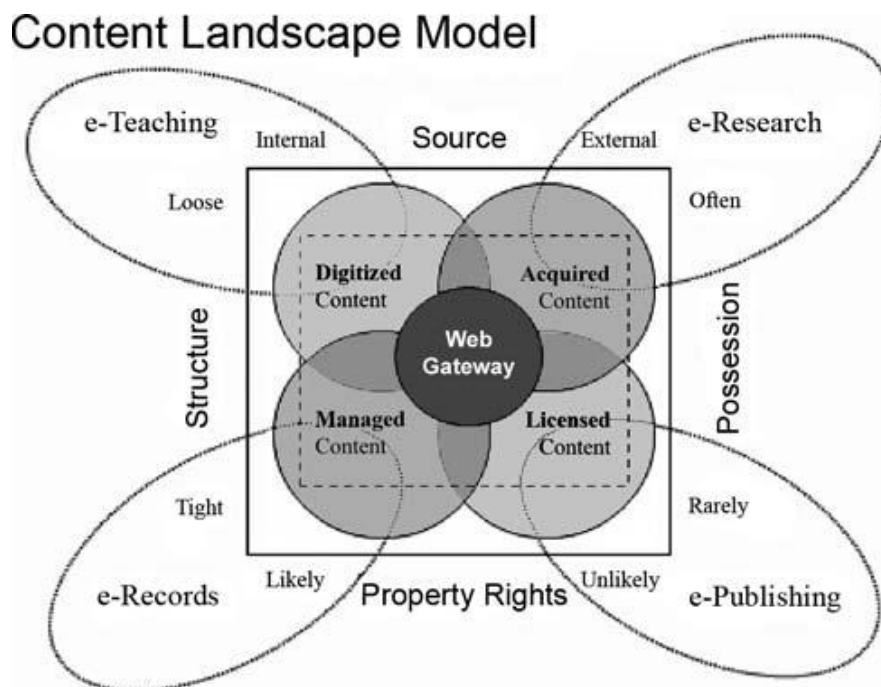 Content Landscape Model
e-Teaching
e-Research
Internal
Source
External
Loose
Often
Digitized
Content
Acquired
Content
Web
Gateway
Structure
Possession
Managed
Content
Licensed
Content
Tight
Rarely
Likely
Property Rights
Unlikely
e-Records
e-Publishing